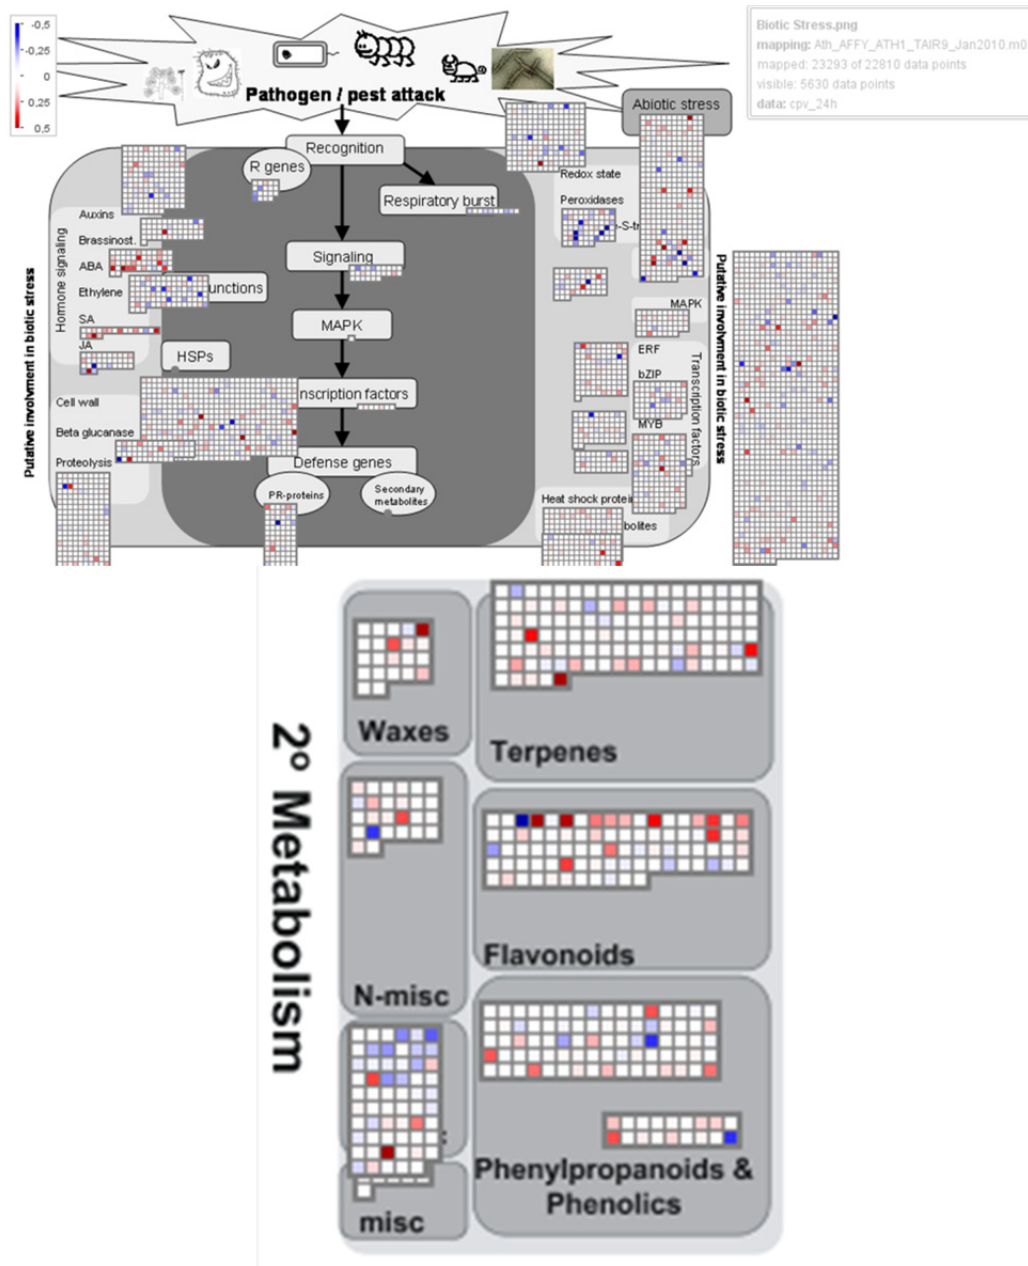 -0,5
-0,25
0
0,25
0,5
Pathogen / pest attack
Biotic Stress.png
mapping: Ath_AFFY_ATH1_TAIR9_Jan2010.m0
mapped: 23293 of 22810 data points
visible: 5630 data points
data: cpv_24h
Abiotic stress
Recognition
R genes
Respiratory burst
Redox state
Peroxidases
-S-tr
Auxins
Brassinost.
ABA
Ethylene
SA
JA
Hormone signaling
Putative involvment in biotic stress
Signaling
unctions
MAPK
HSPs
nscription factors
Cell wall
Beta glucanase
Proteolysis
Defense genes
PR-proteins
Secondary
metabolites
MAPK
ERF
bZIP
MYB
Transcription factors
Putative involvment in biotic stress
Heat shock protein
bolites
2° Metabolism
Waxes
Terpenes
N-misc
Flavonoids
Phenylpropanoids &
Phenolics
misc